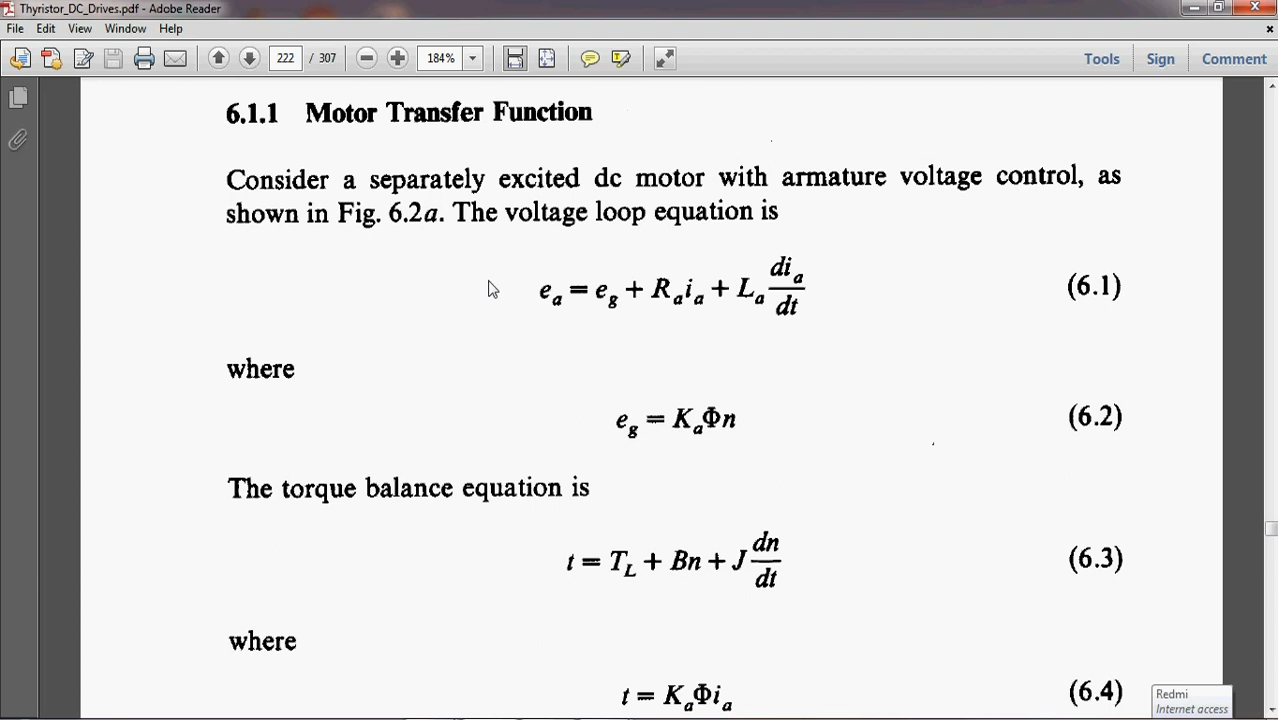 Thyristor_DC_Drives.pdf - Adobe Reader
File Edit View Window Help
222 / 307 184% Tools Sign Comment
6.1.1 Motor Transfer Function
Consider a separately excited dc motor with armature voltage control, as
shown in Fig. 6.2a. The voltage loop equation is
e_a = e_g + R_a i_a + L_a di_a/dt (6.1)
where
e_g = K_aΦn (6.2)
The torque balance equation is
t = T_L + Bn + J dn/dt (6.3)
where
t = K_aΦi_a (6.4)
Redmi
Internet access